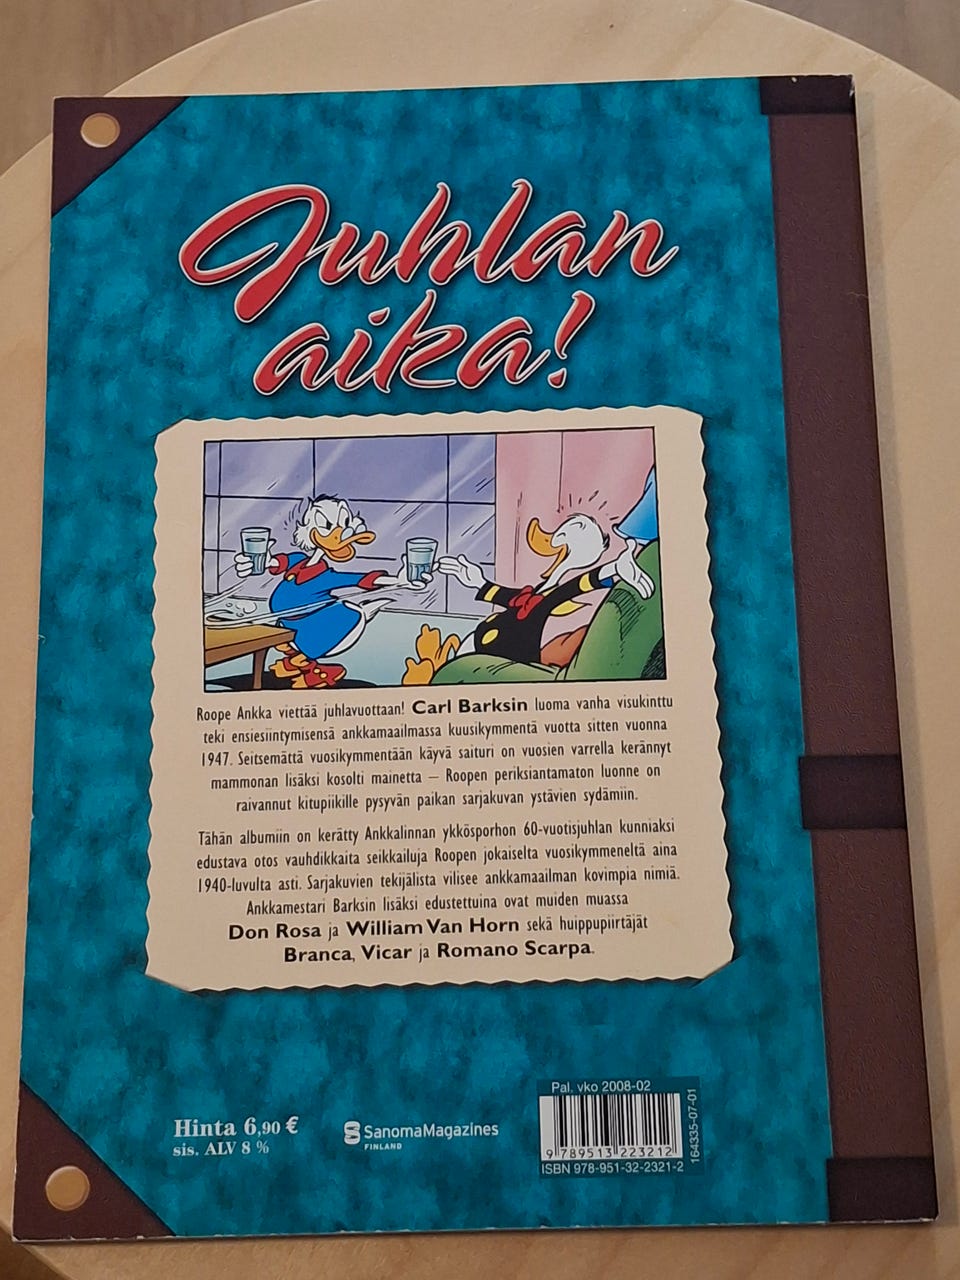 Juhlan
aika!
Roope Ankka viettää juhlavuottaan! Carl Barksin luoma vanha visukinttu
teki ensiesiintymisensä ankkamaailmassa kuusikymmentä vuotta sitten vuonna
1947. Seitsemättä vuosikymmentään käyvä saituri on vuosien varrella kerännyt
mammonan lisäksi kosolti mainetta – Roopen periksiantamaton luonne on
raivannut kitupiikille pysyvän paikan sarjakuvan ystävien sydämiin.
Tähän albumiin on kerätty Ankkalinnan ykkösporhon 60-vuotisjuhlan kunniaksi
edustava otos vauhdikkaita seikkailuja Roopen jokaiselta vuosikymmeneltä aina
1940-luvulta asti. Sarjakuvien tekijälista vilisee ankkamaailman kovimpia nimiä.
Ankkamestari Barksin lisäksi edustettuina ovat muiden muassa
Don Rosa ja William Van Horn sekä huippupiirtäjät
Branca, Vicar ja Romano Scarpa.
Hinta 6,90 €
sis. ALV 8 %
SanomaMagazines
FINLAND
Pal. vko 2008-02
9 789513 223212
ISBN 978-951-32-2321-2
164335-07-01